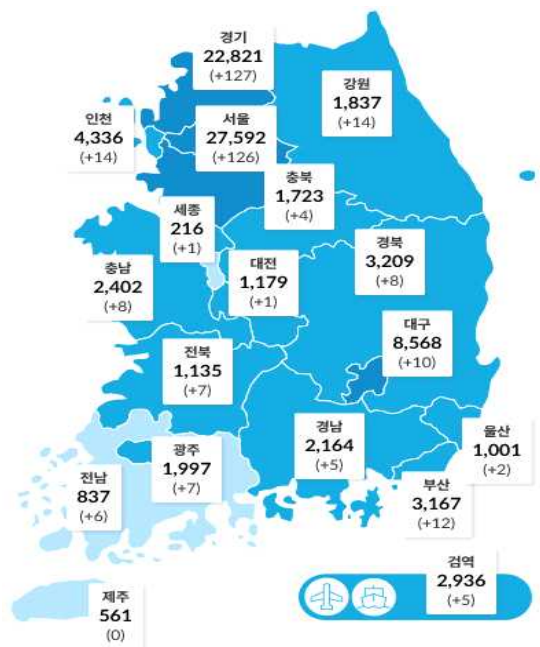 경기
22,821
(+127)
강원
1,837
(+14)
인천
4,336
(+14)
서울
27,592
(+126)
충북
1,723
(+4)
세종
216
(+1)
경북
3,209
(+8)
대전
1,179
(+1)
충남
2,402
(+8)
대구
8,568
(+10)
전북
1,135
(+7)
경남
2,164
(+5)
울산
1,001
(+2)
광주
1,997
(+7)
전남
837
(+6)
부산
3,167
(+12)
검역
2,936
(+5)
제주
561
(0)